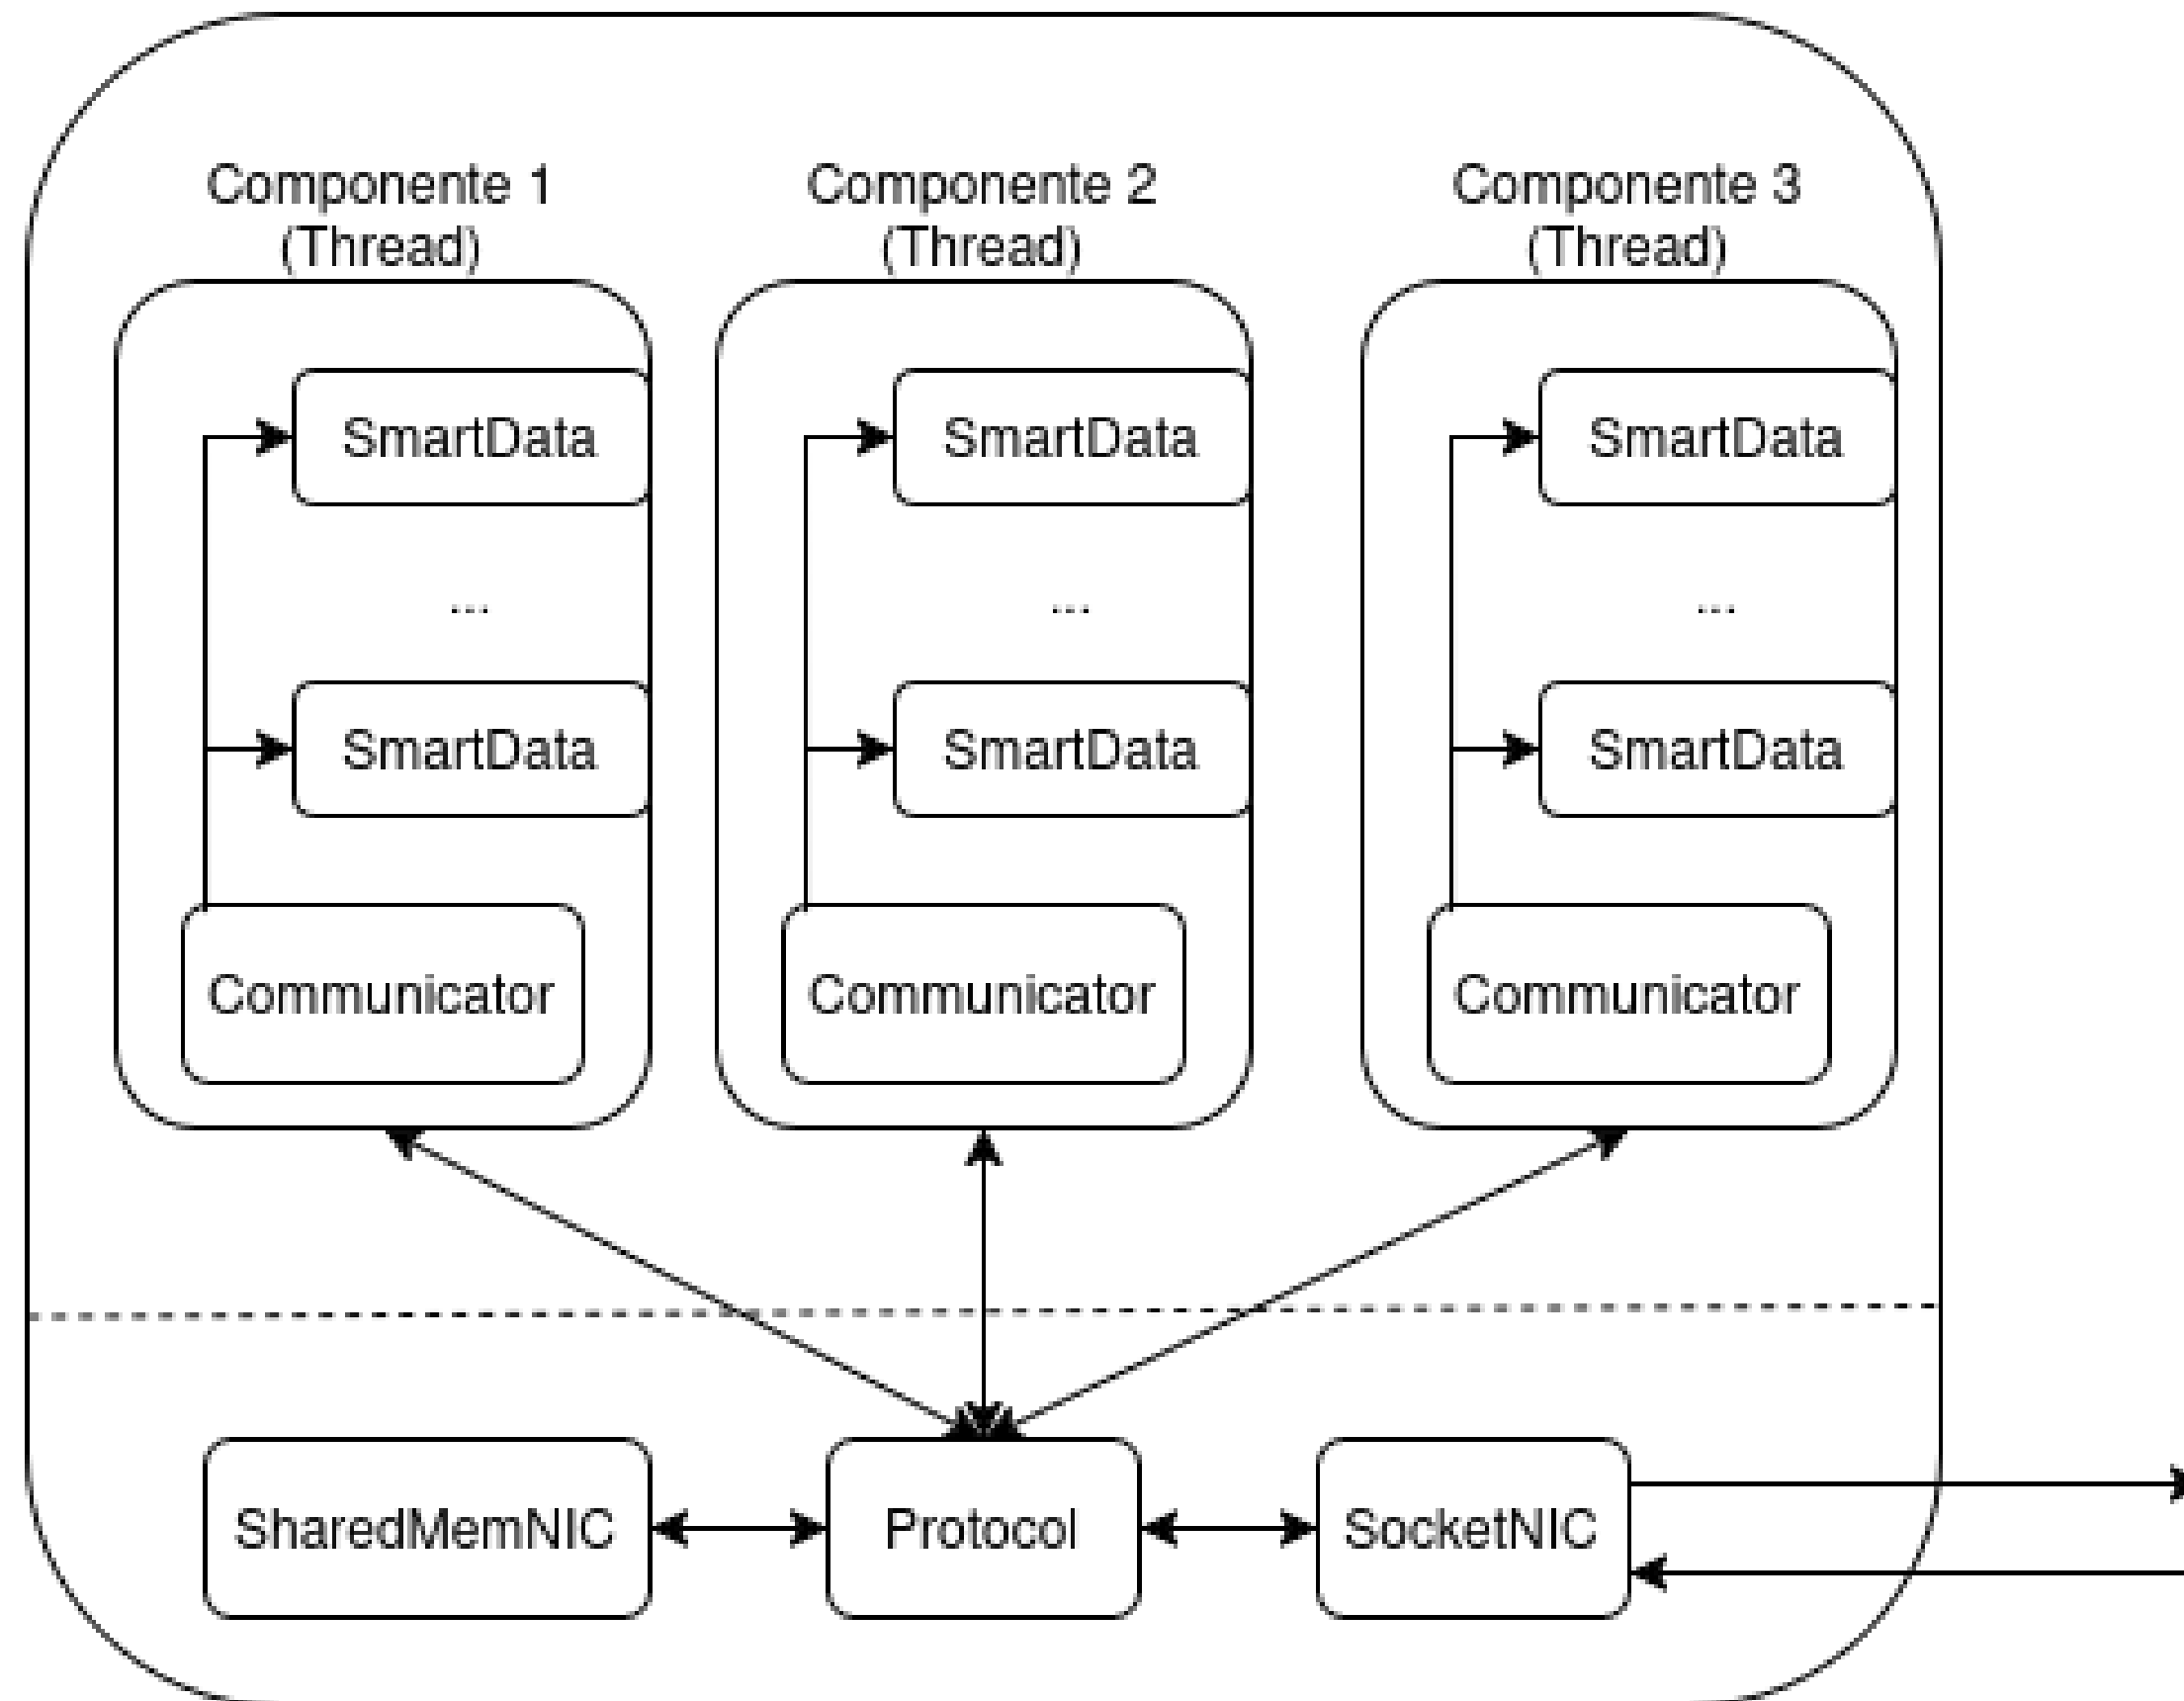 Componente 1
(Thread)
Componente 2
(Thread)
Componente 3
(Thread)
SmartData
SmartData
SmartData
...
...
...
SmartData
SmartData
SmartData
Communicator
Communicator
Communicator
SharedMemNIC
Protocol
SocketNIC